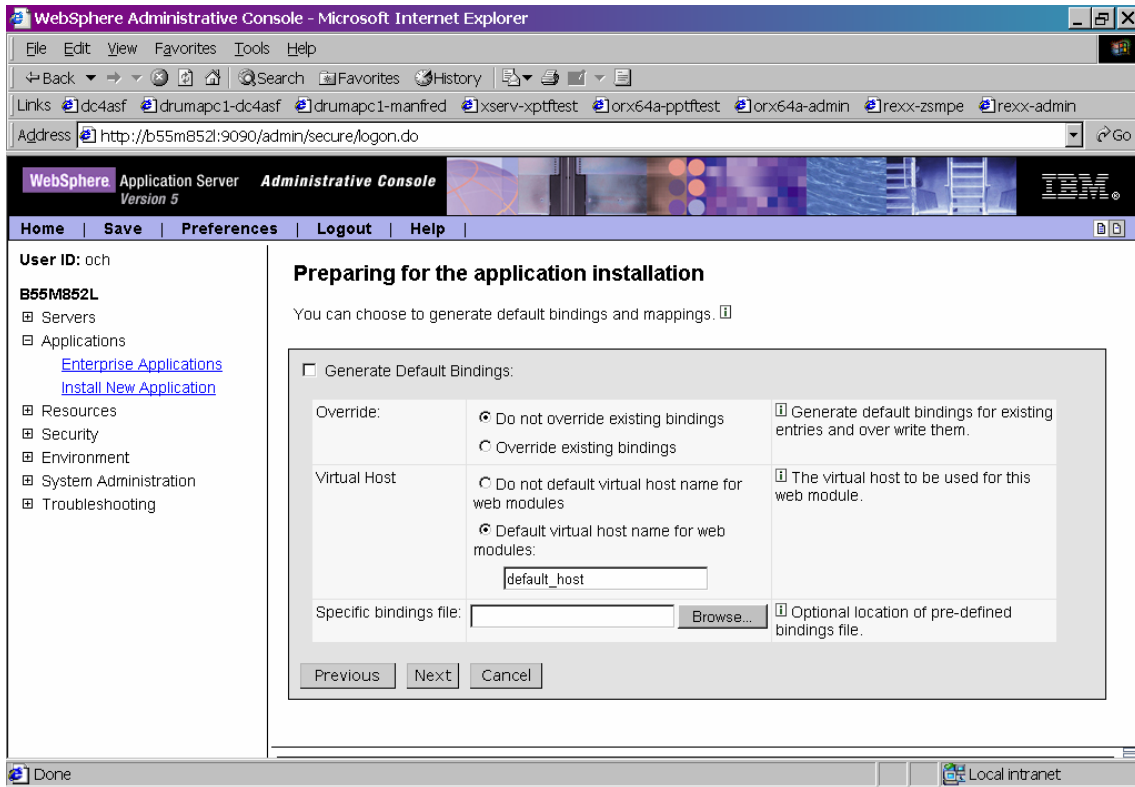 WebSphere Administrative Console - Microsoft Internet Explorer
File Edit View Favorites Tools Help
Back Search Favorites History
Links dc4asf drumapc1-dc4asf drumapc1-manfred xserv-xptftest orx64a-pptftest orx64a-admin rexx-zsmpe rexx-admin
Address http://b55m852l:9090/admin/secure/logon.do Go
WebSphere Application Server Administrative Console
Version 5
IBM®
Home | Save | Preferences | Logout | Help |
User ID: och
B55M852L
Servers
Applications
Enterprise Applications
Install New Application
Resources
Security
Environment
System Administration
Troubleshooting
Preparing for the application installation
You can choose to generate default bindings and mappings. i
Generate Default Bindings:
Override:
Do not override existing bindings
Override existing bindings
i Generate default bindings for existing
entries and over write them.
Virtual Host
Do not default virtual host name for
web modules
Default virtual host name for web
modules:
default_host
i The virtual host to be used for this
web module.
Specific bindings file:
Browse...
i Optional location of pre-defined
bindings file.
Previous Next Cancel
Done
Local intranet